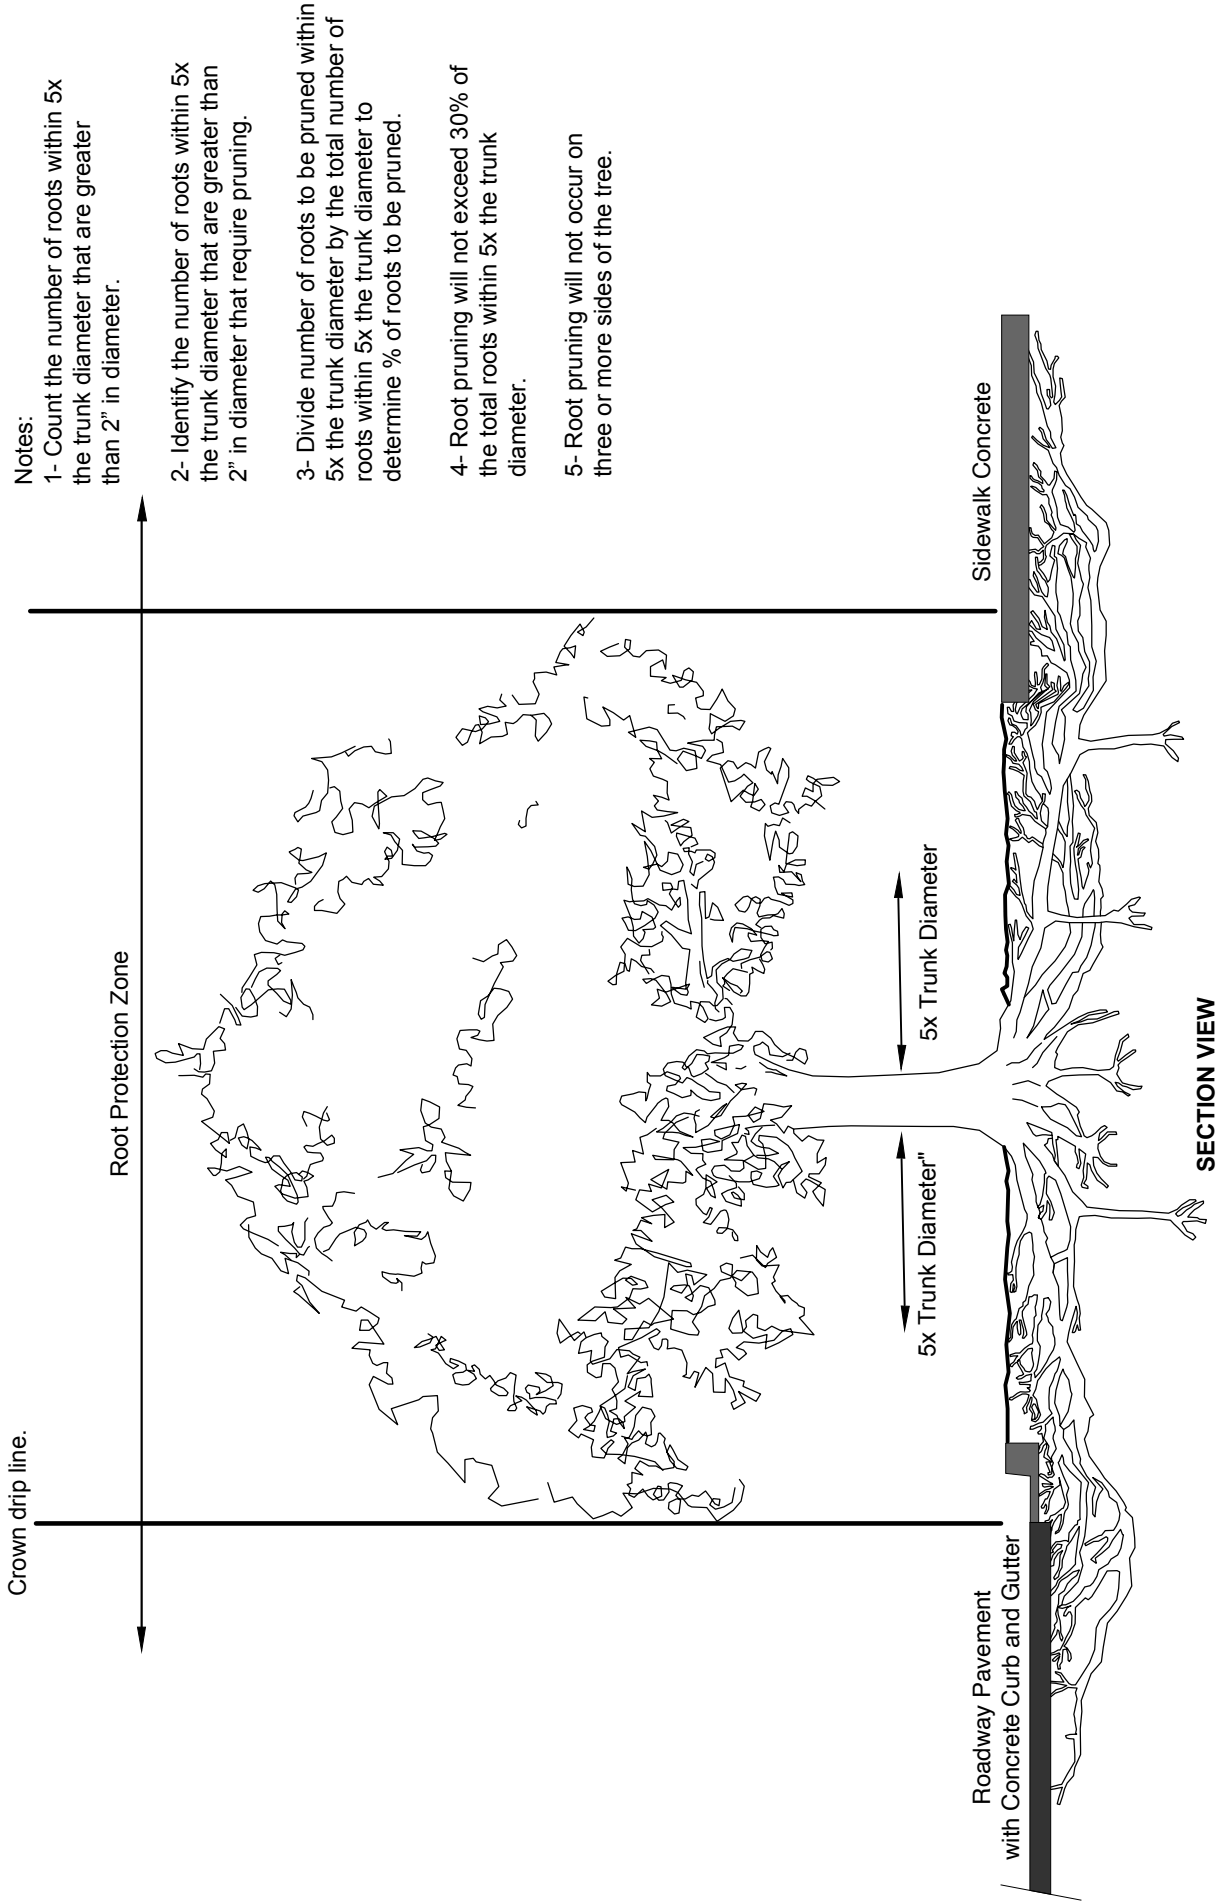 Crown drip line.
Root Protection Zone
Notes:
1- Count the number of roots within 5x
the trunk diameter that are greater
than 2” in diameter.
2- Identify the number of roots within 5x
the trunk diameter that are greater than
2” in diameter that require pruning.
3- Divide number of roots to be pruned within
5x the trunk diameter by the total number of
roots within 5x the trunk diameter to
determine % of roots to be pruned.
4- Root pruning will not exceed 30% of
the total roots within 5x the trunk
diameter.
5- Root pruning will not occur on
three or more sides of the tree.
5x Trunk Diameter"
5x Trunk Diameter
Roadway Pavement
with Concrete Curb and Gutter
Sidewalk Concrete
SECTION VIEW